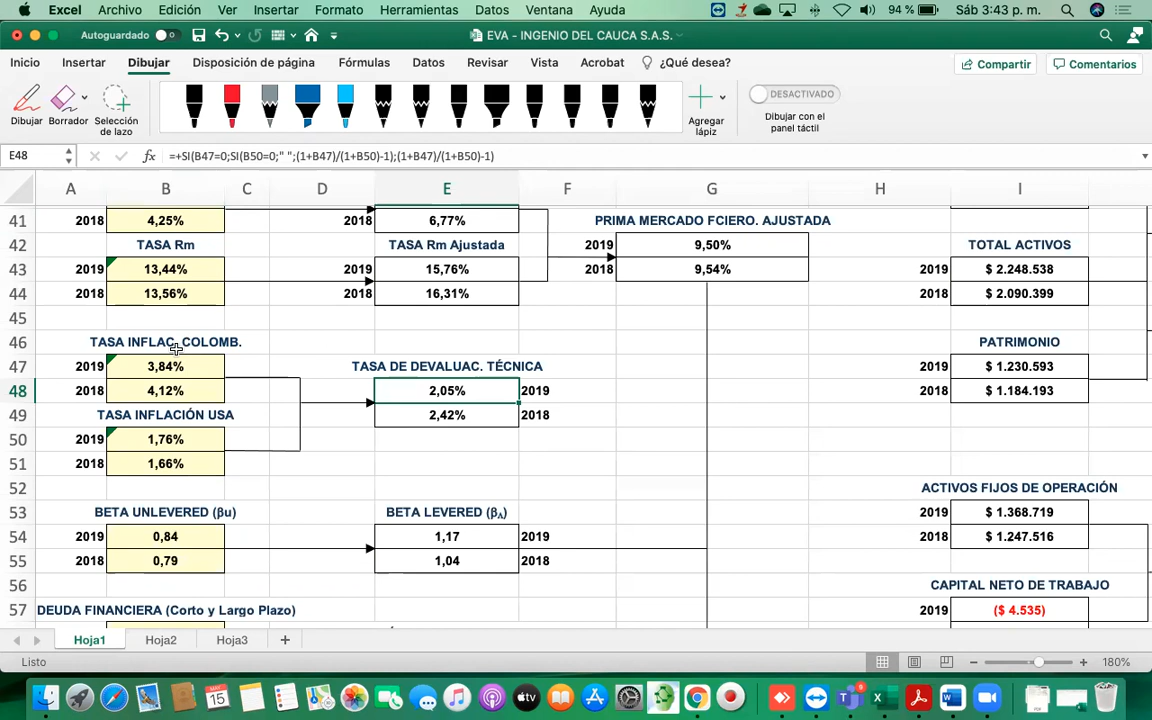 Excel Archivo Edición Ver Insertar Formato Herramientas Datos Ventana Ayuda 94 % Sáb 3:43 p. m.
Autoguardado EVA - INGENIO DEL CAUCA S.A.S.
Inicio Insertar Dibujar Disposición de página Fórmulas Datos Revisar Vista Acrobat ¿Qué desea? Compartir Comentarios
DESACTIVADO
Dibujar Borrador Selección de lazo Agregar lápiz Dibujar con el panel táctil
E48 fx =+SI(B47=0;SI(B50=0;" ";(1+B47)/(1+B50)-1);(1+B47)/(1+B50)-1)
A B C D E F G H I
41 2018 4,25% 2018 6,77% PRIMA MERCADO FCIERO. AJUSTADA
42 TASA Rm TASA Rm Ajustada 2019 9,50% TOTAL ACTIVOS
43 2019 13,44% 2019 15,76% 2018 9,54% 2019 $ 2.248.538
44 2018 13,56% 2018 16,31% 2018 $ 2.090.399
45
46 TASA INFLAC. COLOMB. PATRIMONIO
47 2019 3,84% TASA DE DEVALUAC. TÉCNICA 2019 $ 1.230.593
48 2018 4,12% 2,05% 2019 2018 $ 1.184.193
49 TASA INFLACIÓN USA 2,42% 2018
50 2019 1,76%
51 2018 1,66%
52 ACTIVOS FIJOS DE OPERACIÓN
53 BETA UNLEVERED (βu) BETA LEVERED (βA) 2019 $ 1.368.719
54 2019 0,84 1,17 2019 2018 $ 1.247.516
55 2018 0,79 1,04 2018
56 CAPITAL NETO DE TRABAJO
57 DEUDA FINANCIERA (Corto y Largo Plazo) 2019 ($ 4.535)
Hoja1 Hoja2 Hoja3 +
Listo 180%
MAY
15